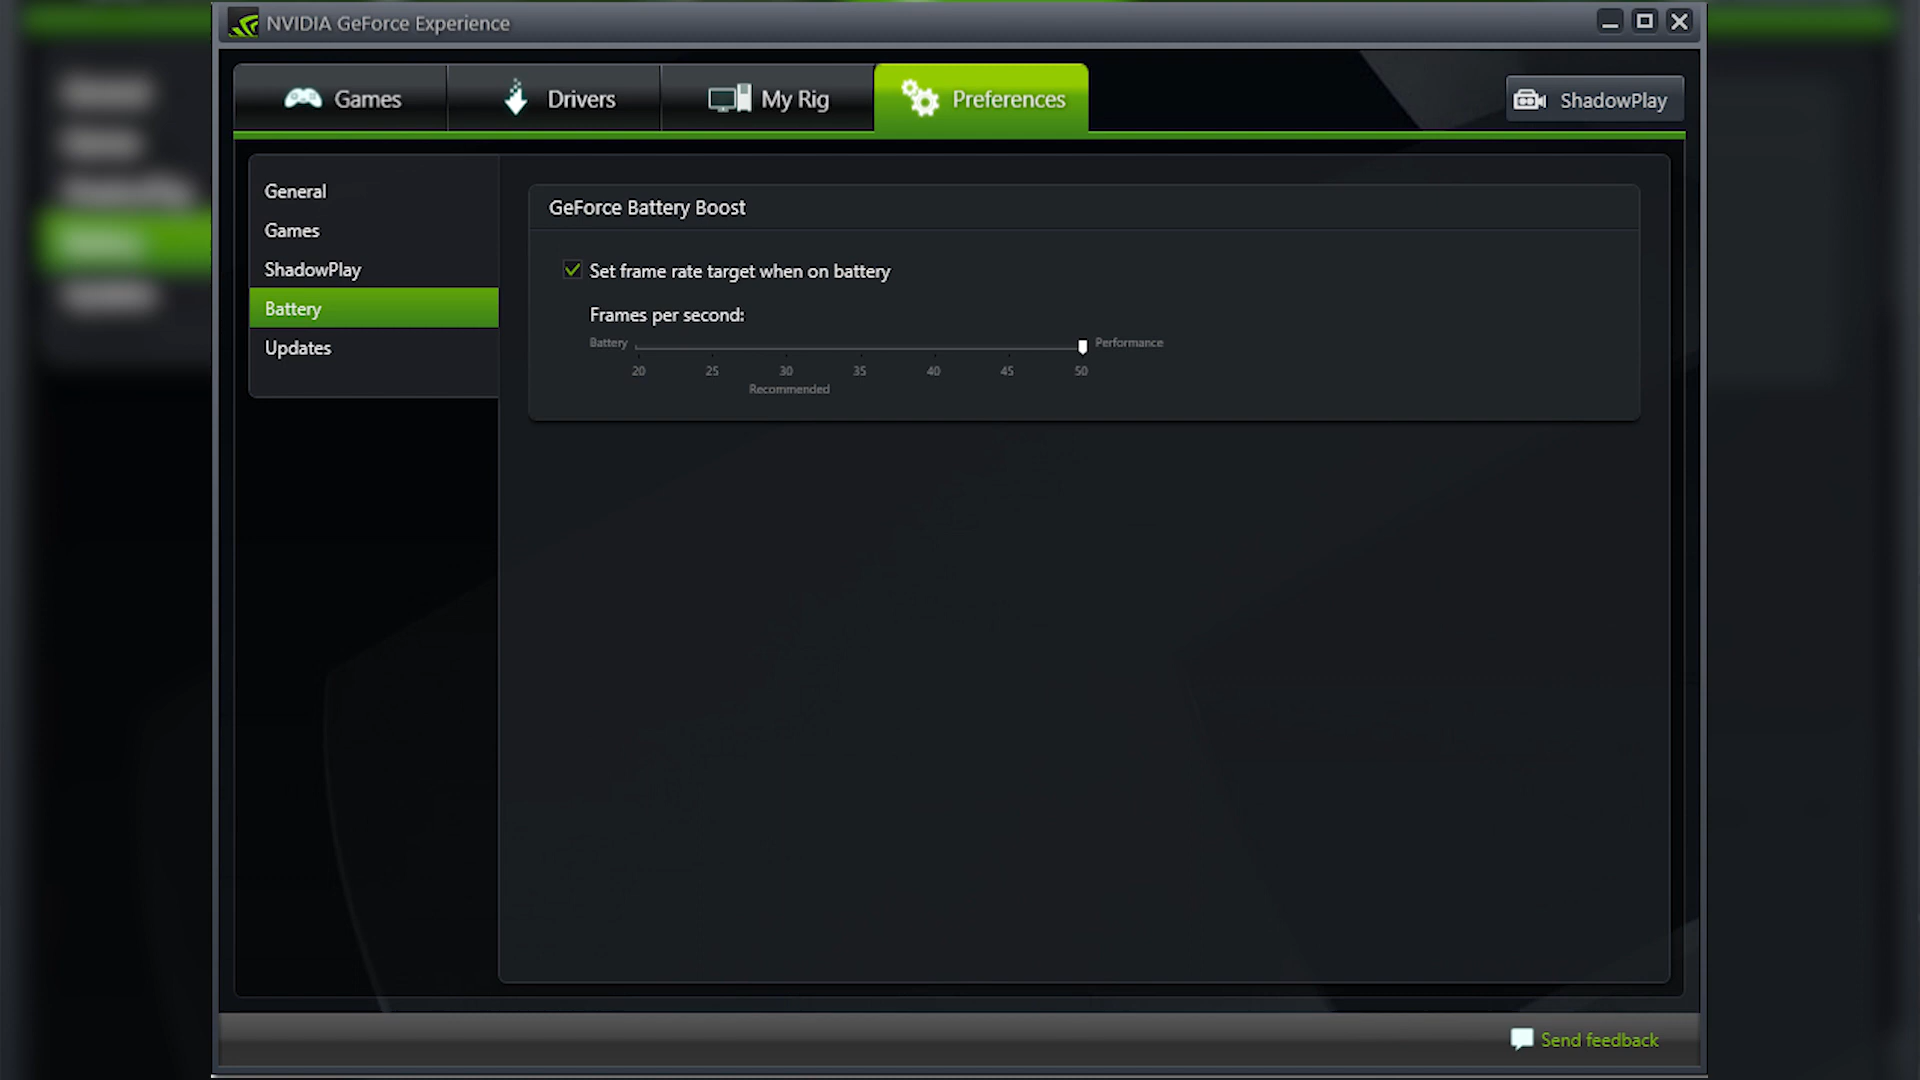 NVIDIA GeForce Experience
Games
Drivers
My Rig
Preferences
ShadowPlay
General
Games
ShadowPlay
Battery
Updates
GeForce Battery Boost
Set frame rate target when on battery
Frames per second:
Battery
Performance
20 25 30 35 40 45 50
Recommended
Send feedback